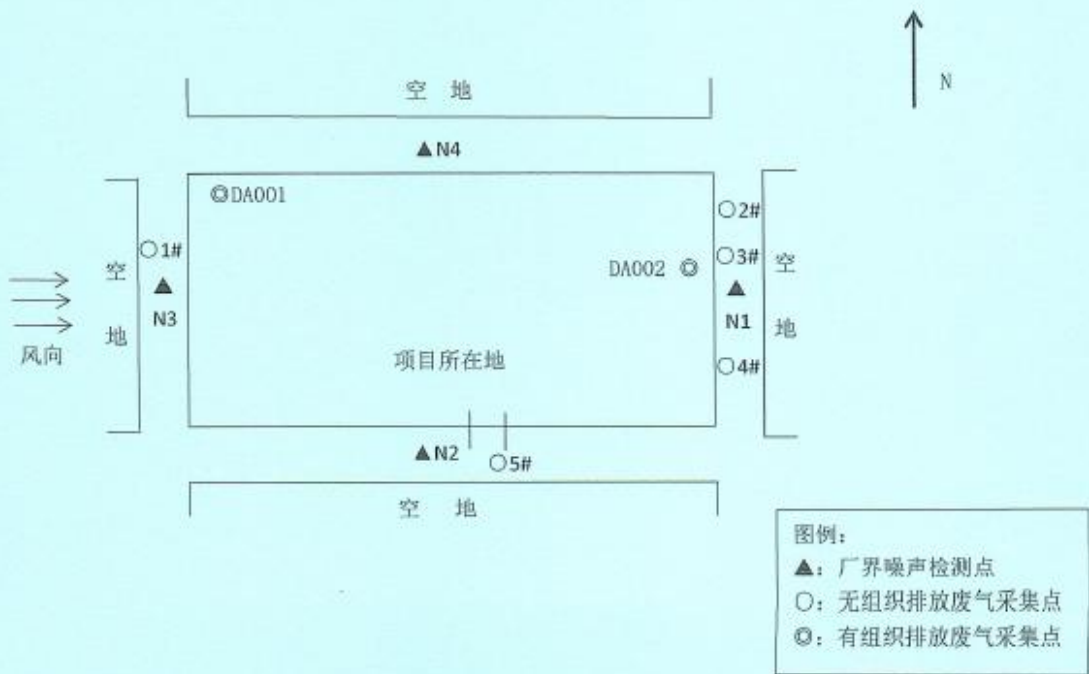 N
空 地
▲N4
◎DA001
○2#
○1#
○3#
DA002 ◎
空地
▲
N3
▲
N1
空地
风向
项目所在地
○4#
▲N2
○5#
空 地
图例:
▲: 厂界噪声检测点
○: 无组织排放废气采集点
◎: 有组织排放废气采集点